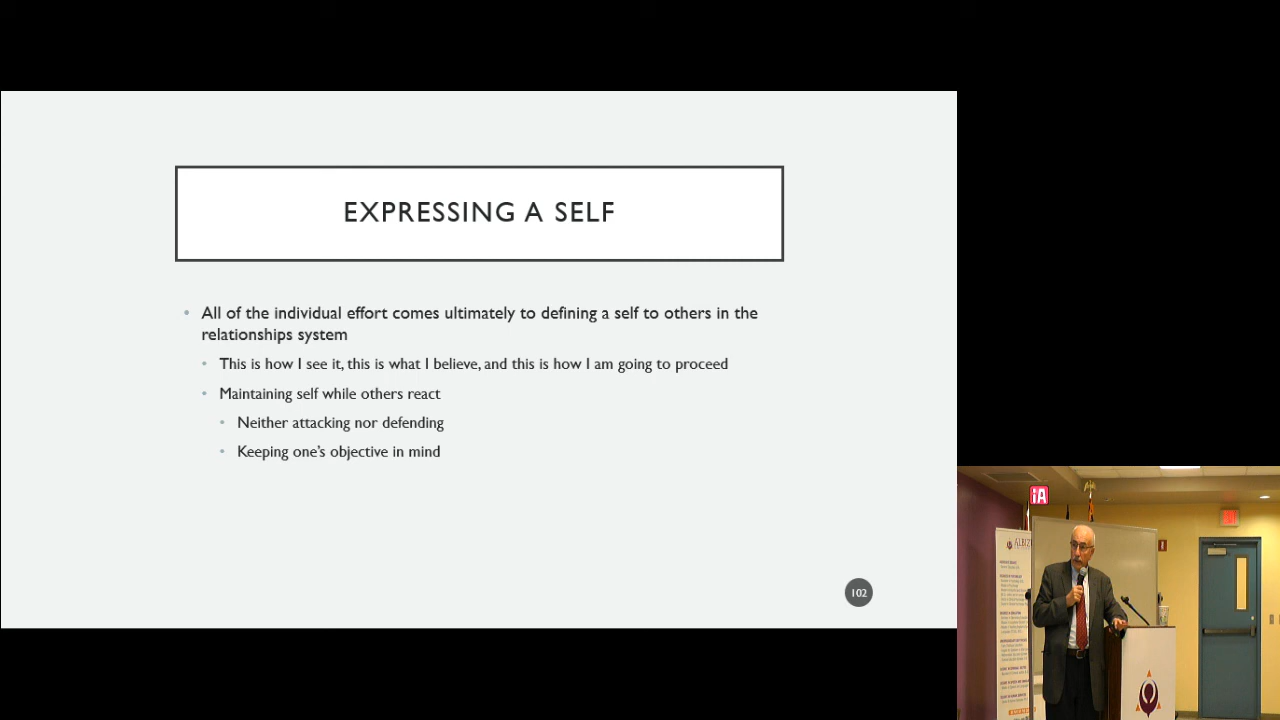 EXPRESSING A SELF
• All of the individual effort comes ultimately to defining a self to others in the
relationships system
• This is how I see it, this is what I believe, and this is how I am going to proceed
• Maintaining self while others react
• Neither attacking nor defending
• Keeping one's objective in mind
102
iA